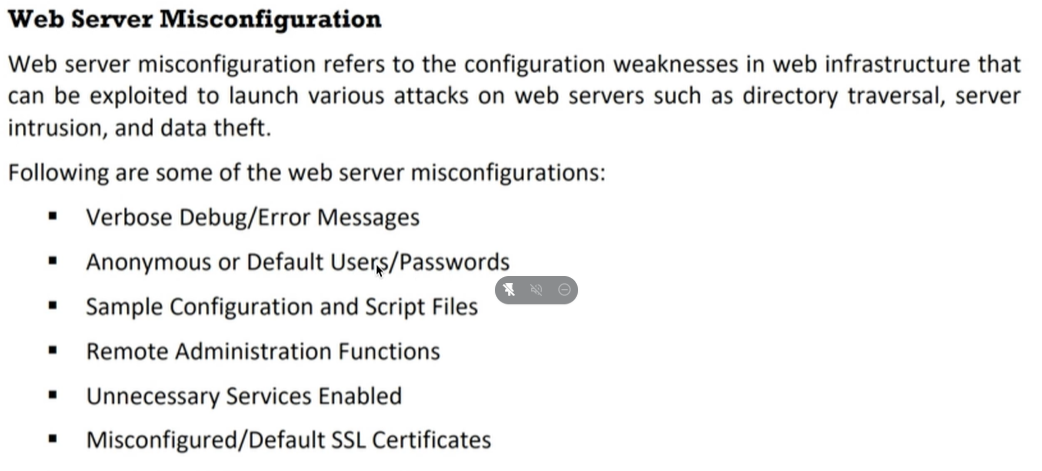 Web Server Misconfiguration
Web server misconfiguration refers to the configuration weaknesses in web infrastructure that
can be exploited to launch various attacks on web servers such as directory traversal, server
intrusion, and data theft.
Following are some of the web server misconfigurations:
▪ Verbose Debug/Error Messages
▪ Anonymous or Default Users/Passwords
▪ Sample Configuration and Script Files
▪ Remote Administration Functions
▪ Unnecessary Services Enabled
▪ Misconfigured/Default SSL Certificates